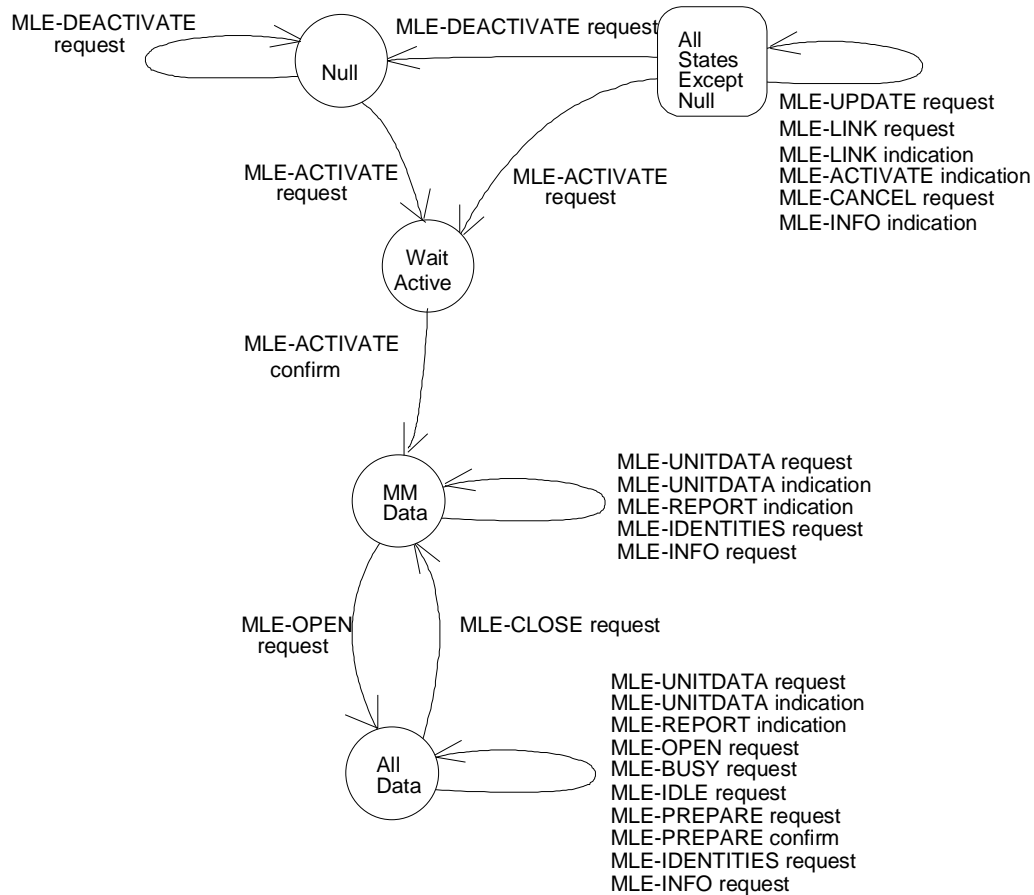 MLE-DEACTIVATE
request
MLE-DEACTIVATE request
Null
All
States
Except
Null
MLE-UPDATE request
MLE-LINK request
MLE-LINK indication
MLE-ACTIVATE indication
MLE-CANCEL request
MLE-INFO indication
MLE-ACTIVATE
request
MLE-ACTIVATE
request
Wait
Active
MLE-ACTIVATE
confirm
MM
Data
MLE-UNITDATA request
MLE-UNITDATA indication
MLE-REPORT indication
MLE-IDENTITIES request
MLE-INFO request
MLE-OPEN
request
MLE-CLOSE request
All
Data
MLE-UNITDATA request
MLE-UNITDATA indication
MLE-REPORT indication
MLE-OPEN request
MLE-BUSY request
MLE-IDLE request
MLE-PREPARE request
MLE-PREPARE confirm
MLE-IDENTITIES request
MLE-INFO request